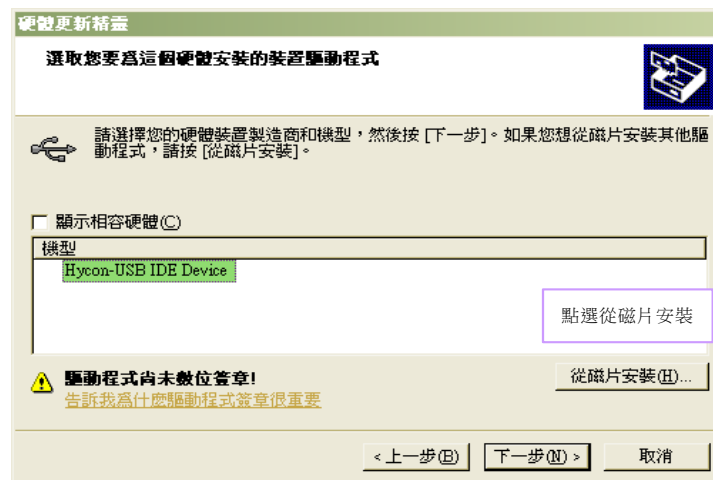 硬體更新精靈
選取您要為這個硬體安裝的裝置驅動程式
請選擇您的硬體裝置製造商和機型，然後按 [下一步]。如果您想從磁片安裝其他驅
動程式，請按 [從磁片安裝]。
顯示相容硬體(C)
機型
Hycon-USB IDE Device
點選從磁片安裝
驅動程式尚未數位簽章!
告訴我為什麼驅動程式簽章很重要
從磁片安裝(H)...
<上一步(B)
下一步(N)>
取消